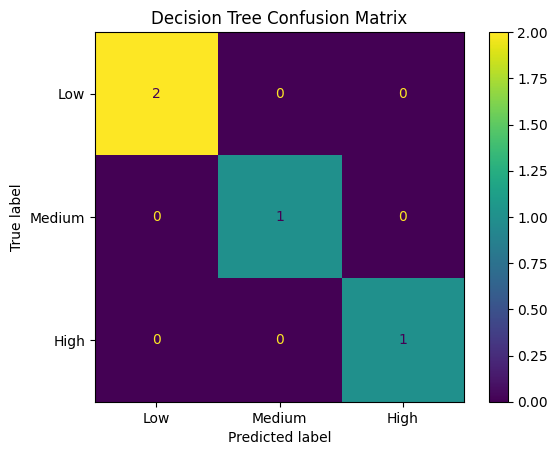 Decision Tree Confusion Matrix
True label
Low 2 0 0
Medium 0 1 0
High 0 0 1
Low Medium High
Predicted label
2.00
1.75
1.50
1.25
1.00
0.75
0.50
0.25
0.00